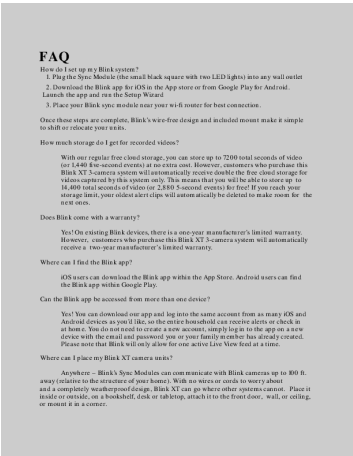 FAQ
How do I set up my Blink system?
1. Plug the Sync Module (the small black square with two LED lights) into any wall outlet
2. Download the Blink app for iOS in the App store or from Google Play for Android.
Launch the app and run the Setup Wizard
3. Place your Blink sync module near your wi-fi router for best connection.
Once these steps are complete, Blink's wire-free design and included mount make it simple
to shift or relocate your units.
How much storage do I get for recorded videos?
With our regular free cloud storage, you can store up to 7200 total seconds of video
(or 1,440 five-second events) at no extra cost. However, customers who purchase this
Blink XT 3-camera system will automatically receive double the free cloud storage for
videos captured by this system only. This means that you will be able to store up to
14,400 total seconds of video (or 2,880 5-second events) for free! If you reach your
storage limit, your oldest alert clips will automatically be deleted to make room for the
next ones.
Does Blink come with a warranty?
Yes! On existing Blink devices, there is a one-year manufacturer's limited warranty.
However, customers who purchase this Blink XT 3-camera system will automatically
receive a two-year manufacturer's limited warranty.
Where can I find the Blink app?
iOS users can download the Blink app within the App Store. Android users can find
the Blink app within Google Play.
Can the Blink app be accessed from more than one device?
Yes! You can download our app and log into the same account from as many iOS and
Android devices as you'd like, so the entire household can receive alerts or check in
at home. You do not need to create a new account, simply log in to the app on a new
device with the email and password you or your family member has already created.
Please note that Blink will only allow for one active Live View feed at a time.
Where can I place my Blink XT camera units?
Anywhere – Blink's Sync Modules can communicate with Blink cameras up to 100 ft.
away (relative to the structure of your home). With no wires or cords to worry about
and a completely weatherproof design, Blink XT can go where other systems cannot. Place it
inside or outside, on a bookshelf, desk or tabletop, attach it to the front door, wall, or ceiling,
or mount it in a corner.